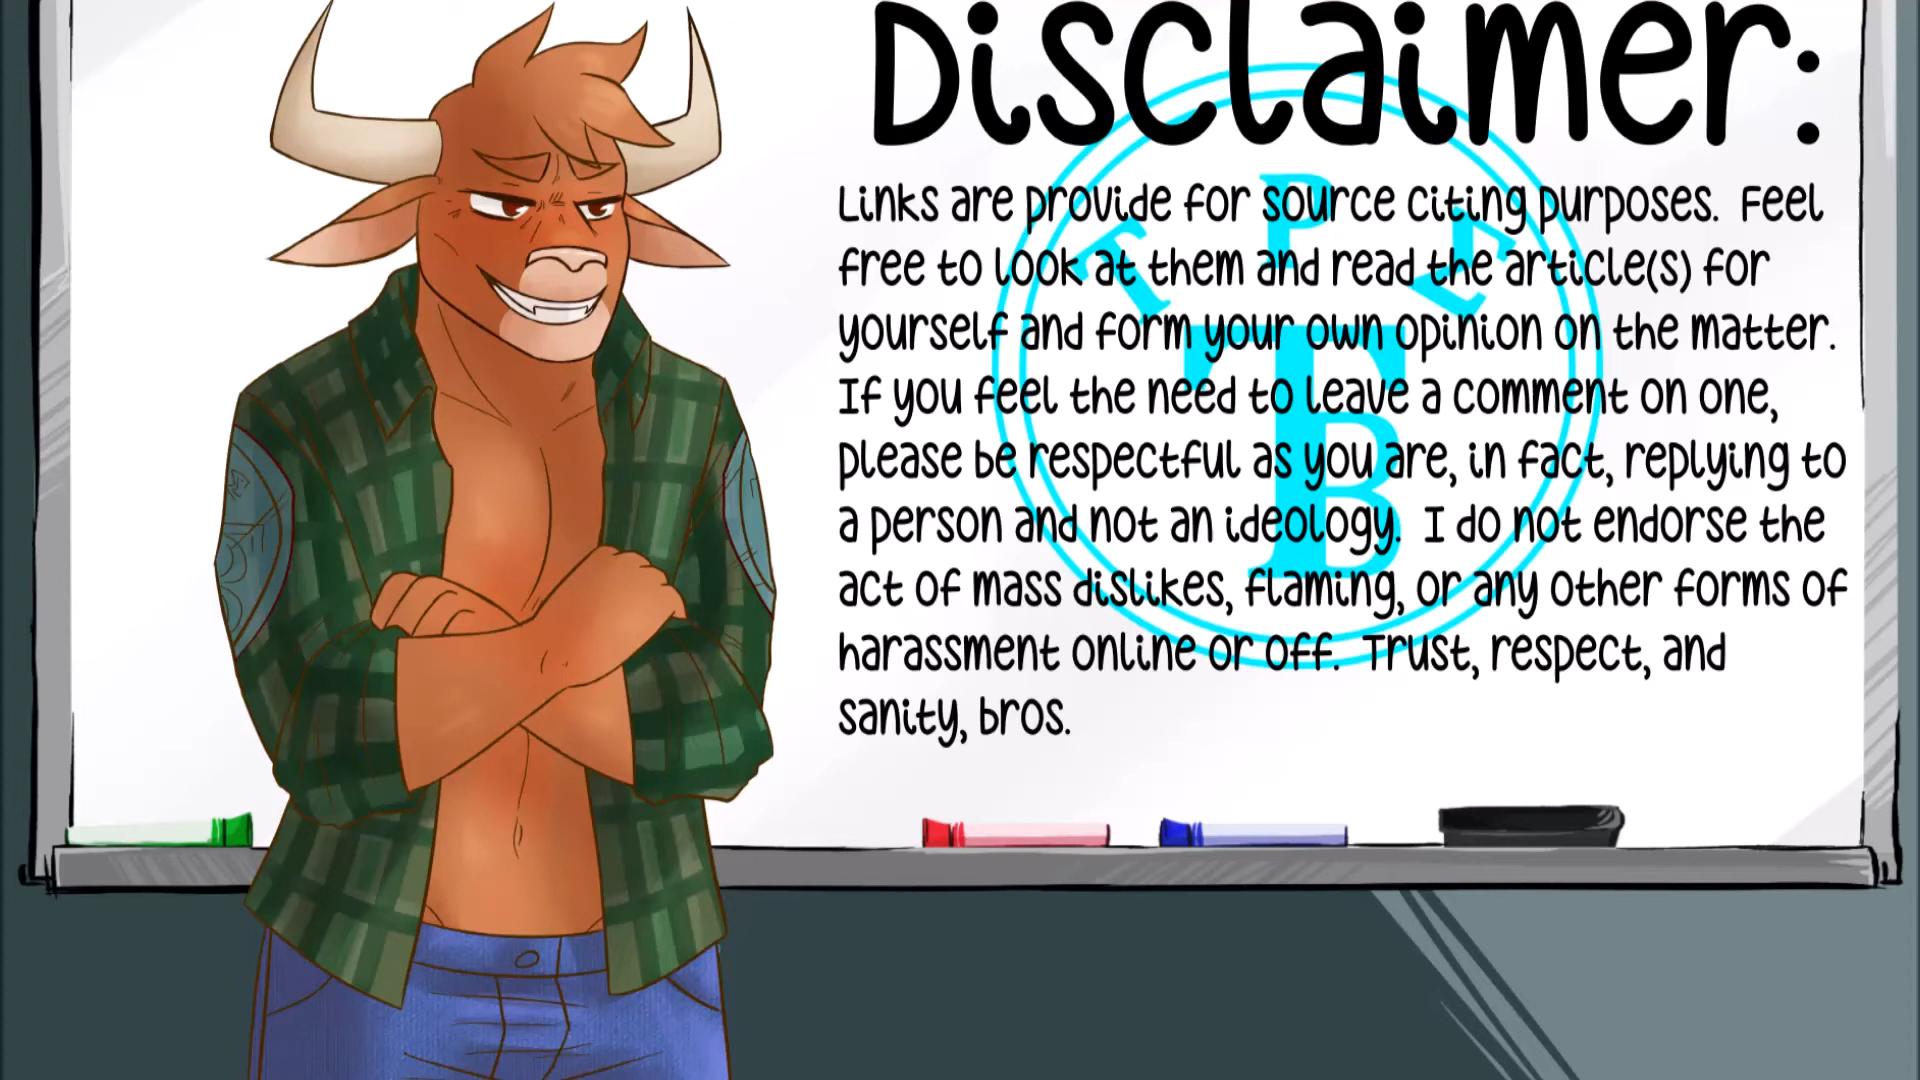 Disclaimer:
Links are provide for source citing purposes. Feel
free to look at them and read the article(s) for
yourself and form your own opinion on the matter.
If you feel the need to leave a comment on one,
please be respectful as you are, in fact, replying to
a person and not an ideology. I do not endorse the
act of mass dislikes, flaming, or any other forms of
harassment online or off. Trust, respect, and
sanity, bros.
T P E
T B